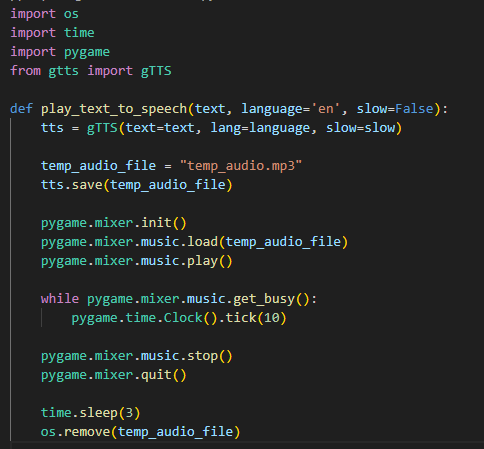 import os
import time
import pygame
from gtts import gTTS

def play_text_to_speech(text, language='en', slow=False):
    tts = gTTS(text=text, lang=language, slow=slow)

    temp_audio_file = "temp_audio.mp3"
    tts.save(temp_audio_file)

    pygame.mixer.init()
    pygame.mixer.music.load(temp_audio_file)
    pygame.mixer.music.play()

    while pygame.mixer.music.get_busy():
        pygame.time.Clock().tick(10)

    pygame.mixer.music.stop()
    pygame.mixer.quit()

    time.sleep(3)
    os.remove(temp_audio_file)